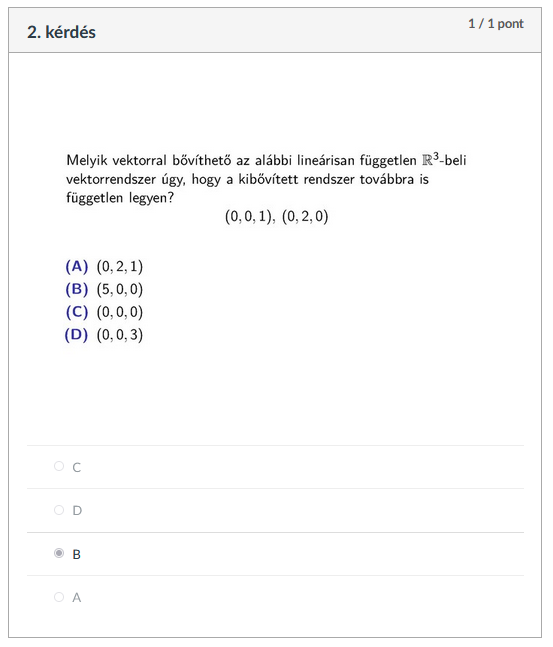 2. kérdés
1 / 1 pont
Melyik vektorral bővíthető az alábbi lineárisan független ℝ³-beli
vektorrendszer úgy, hogy a kibővített rendszer továbbra is
független legyen?
(0, 0, 1), (0, 2, 0)
(A) (0, 2, 1)
(B) (5, 0, 0)
(C) (0, 0, 0)
(D) (0, 0, 3)
C
D
B
A